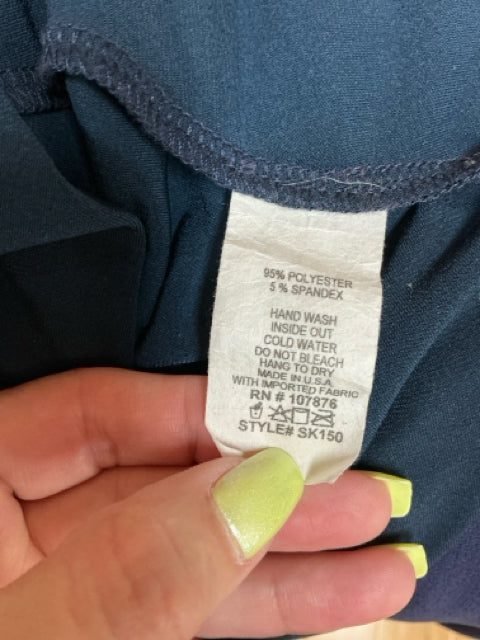 95% POLYESTER
5 % SPANDEX
HAND WASH
INSIDE OUT
COLD WATER
DO NOT BLEACH
HANG TO DRY
MADE IN U.S.A.
WITH IMPORTED FABRIC
RN # 107876
STYLE# SK150